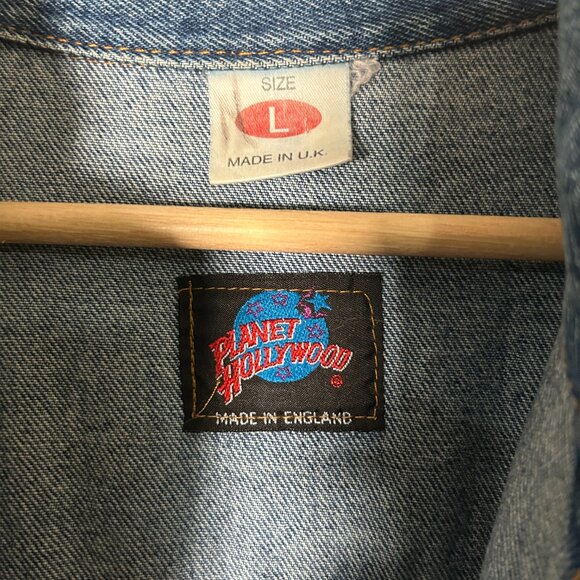 SIZE
L
MADE IN U.K.
PLANET
HOLLYWOOD
®
MADE IN ENGLAND